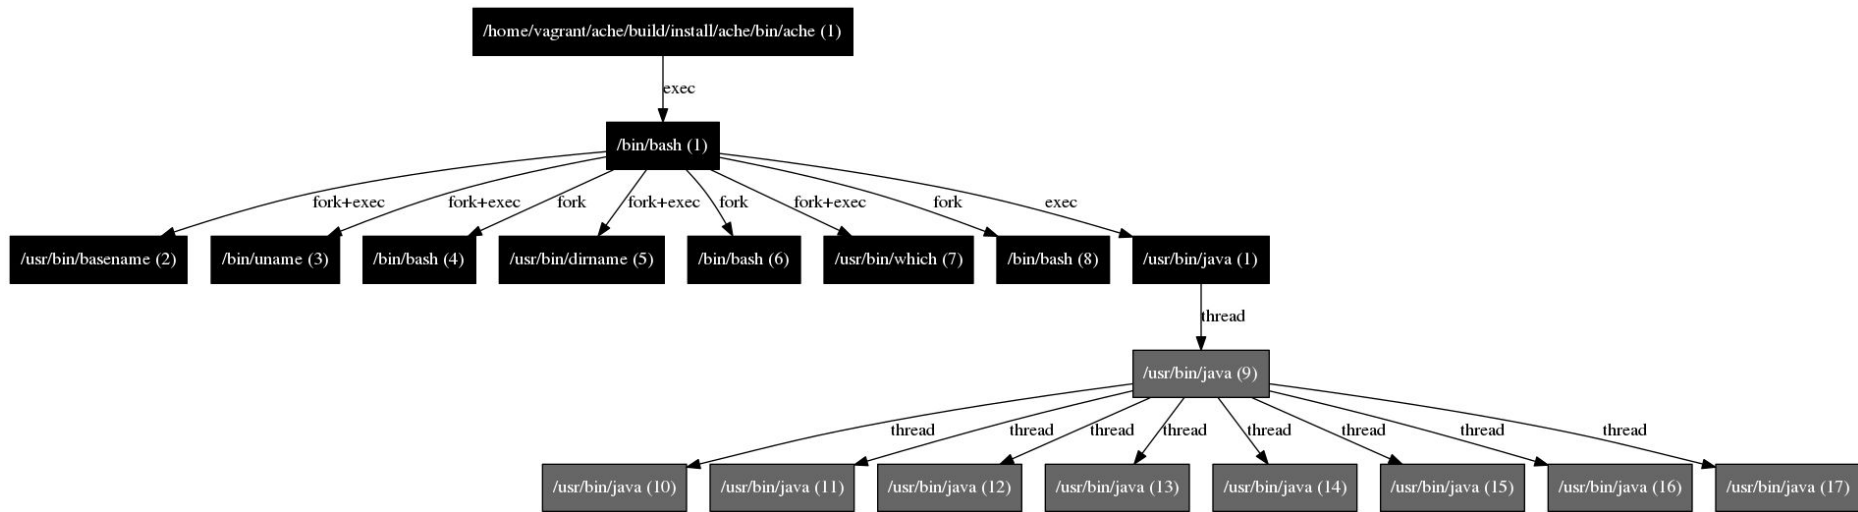 /home/vagrant/ache/build/install/ache/bin/ache (1)
exec
/bin/bash (1)
fork+exec
fork+exec
fork
fork+exec
fork
fork+exec
fork
exec
/usr/bin/basename (2)
/bin/uname (3)
/bin/bash (4)
/usr/bin/dirname (5)
/bin/bash (6)
/usr/bin/which (7)
/bin/bash (8)
/usr/bin/java (1)
thread
/usr/bin/java (9)
thread
thread
thread
thread
thread
thread
thread
thread
/usr/bin/java (10)
/usr/bin/java (11)
/usr/bin/java (12)
/usr/bin/java (13)
/usr/bin/java (14)
/usr/bin/java (15)
/usr/bin/java (16)
/usr/bin/java (17)